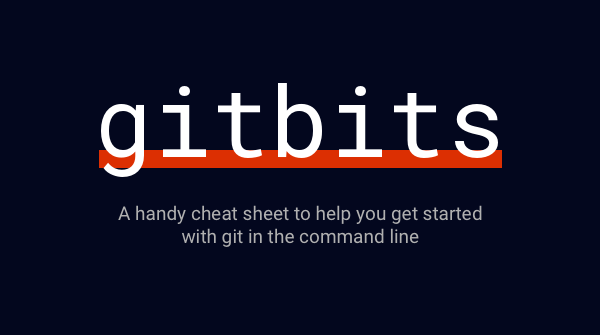 gitbits
A handy cheat sheet to help you get started
with git in the command line